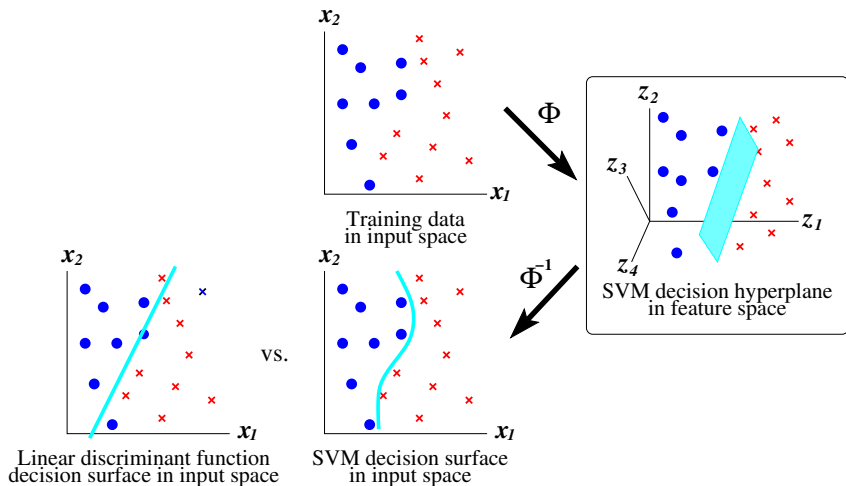 x2
x1
Training data
in input space
Φ
z2
z3
z1
z4
SVM decision hyperplane
in feature space
Φ-1
x2
x1
Linear discriminant function
decision surface in input space
vs.
x2
x1
SVM decision surface
in input space